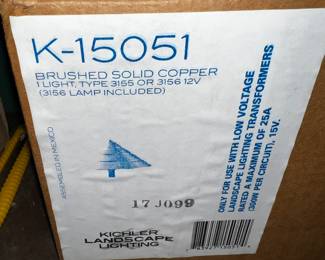 K-15051
BRUSHED SOLID COPPER
1 LIGHT, TYPE 3155 OR 3156 12V
(3156 LAMP INCLUDED)
ASSEMBLED IN MEXICO
17J099
KICHLER
LANDSCAPE
LIGHTING
ONLY FOR USE WITH LOW VOLTAGE
LANDSCAPE LIGHTING TRANSFORMERS
RATED A MAXIMUM OF 25A
(300W PER CIRCUIT), 15V.